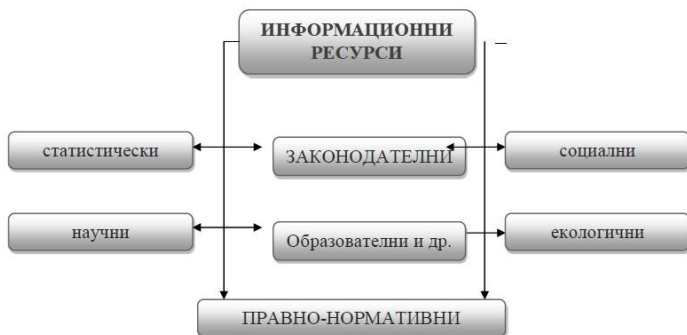 ИНФОРМАЦИОННИ
РЕСУРСИ
статистически
ЗАКОНОДАТЕЛНИ
социални
научни
Образователни и др.
екологични
ПРАВНО-НОРМАТИВНИ